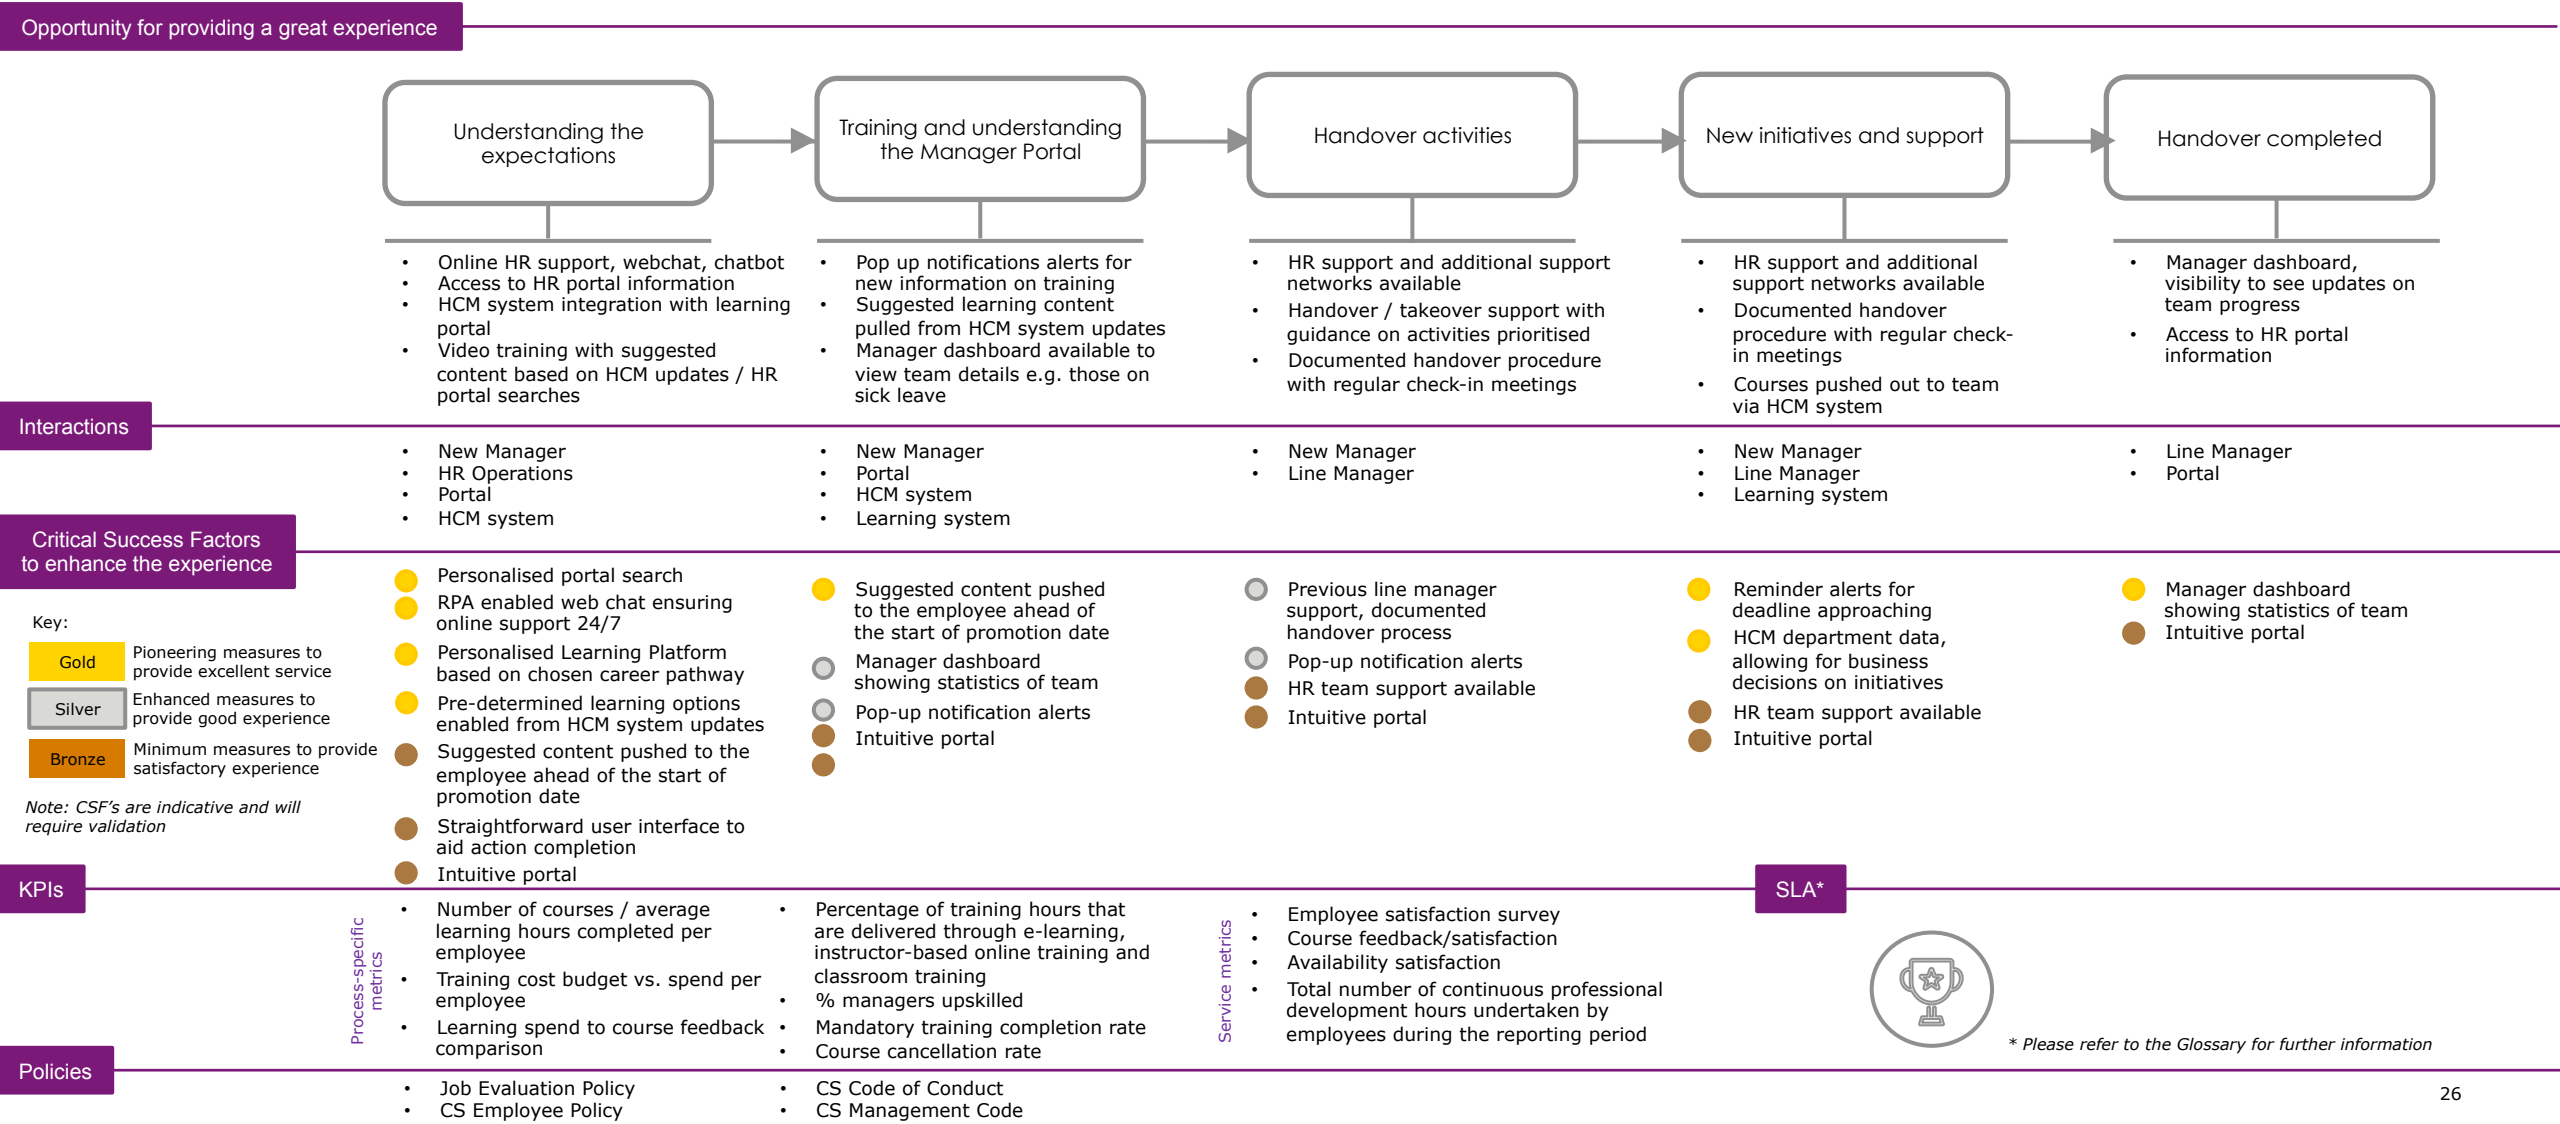 Opportunity for providing a great experience
Understanding the
expectations
Training and understanding
the Manager Portal
Handover activities
New initiatives and support
Handover completed
• Online HR support, webchat, chatbot
• Access to HR portal information
• HCM system integration with learning
portal
• Video training with suggested
content based on HCM updates / HR
portal searches
• Pop up notifications alerts for
new information on training
• Suggested learning content
pulled from HCM system updates
• Manager dashboard available to
view team details e.g. those on
sick leave
• HR support and additional support
networks available
• Handover / takeover support with
guidance on activities prioritised
• Documented handover procedure
with regular check-in meetings
• HR support and additional
support networks available
• Documented handover
procedure with regular check-
in meetings
• Courses pushed out to team
via HCM system
• Manager dashboard,
visibility to see updates on
team progress
• Access to HR portal
information
Interactions
• New Manager
• HR Operations
• Portal
• HCM system
• New Manager
• Portal
• HCM system
• Learning system
• New Manager
• Line Manager
• New Manager
• Line Manager
• Learning system
• Line Manager
• Portal
Critical Success Factors
to enhance the experience
Key:
Gold
Pioneering measures to
provide excellent service
Silver
Enhanced measures to
provide good experience
Bronze
Minimum measures to provide
satisfactory experience
Note: CSF's are indicative and will
require validation
Personalised portal search
RPA enabled web chat ensuring
online support 24/7
Personalised Learning Platform
based on chosen career pathway
Pre-determined learning options
enabled from HCM system updates
Suggested content pushed to the
employee ahead of the start of
promotion date
Straightforward user interface to
aid action completion
Intuitive portal
Suggested content pushed
to the employee ahead of
the start of promotion date
Manager dashboard
showing statistics of team
Pop-up notification alerts
Intuitive portal
Previous line manager
support, documented
handover process
Pop-up notification alerts
HR team support available
Intuitive portal
Reminder alerts for
deadline approaching
HCM department data,
allowing for business
decisions on initiatives
HR team support available
Intuitive portal
Manager dashboard
showing statistics of team
Intuitive portal
KPIs
Process-specific
metrics
• Number of courses / average
learning hours completed per
employee
• Training cost budget vs. spend per
employee
• Learning spend to course feedback
comparison
• Percentage of training hours that
are delivered through e-learning,
instructor-based online training and
classroom training
• % managers upskilled
• Mandatory training completion rate
• Course cancellation rate
Service metrics
• Employee satisfaction survey
• Course feedback/satisfaction
• Availability satisfaction
• Total number of continuous professional
development hours undertaken by
employees during the reporting period
SLA*
* Please refer to the Glossary for further information
Policies
• Job Evaluation Policy
• CS Employee Policy
• CS Code of Conduct
• CS Management Code
26